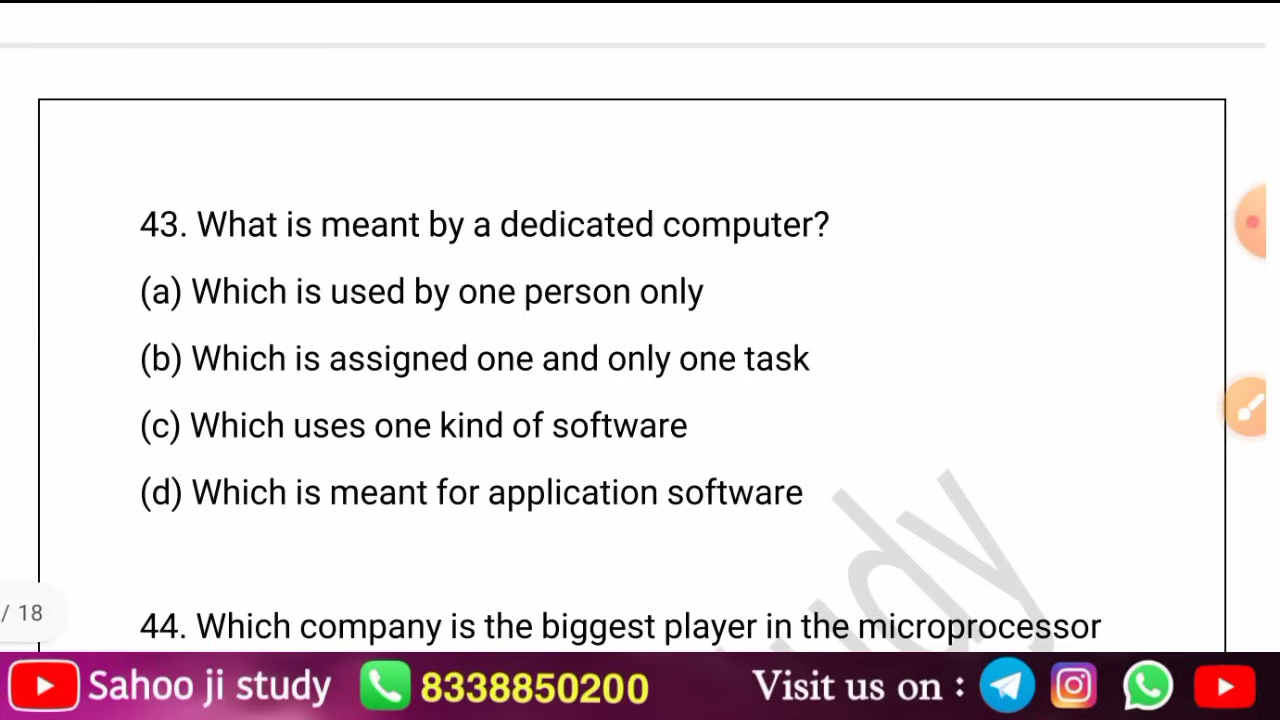 43. What is meant by a dedicated computer?
(a) Which is used by one person only
(b) Which is assigned one and only one task
(c) Which uses one kind of software
(d) Which is meant for application software
/ 18
44. Which company is the biggest player in the microprocessor
Sahoo ji study 8338850200 Visit us on :